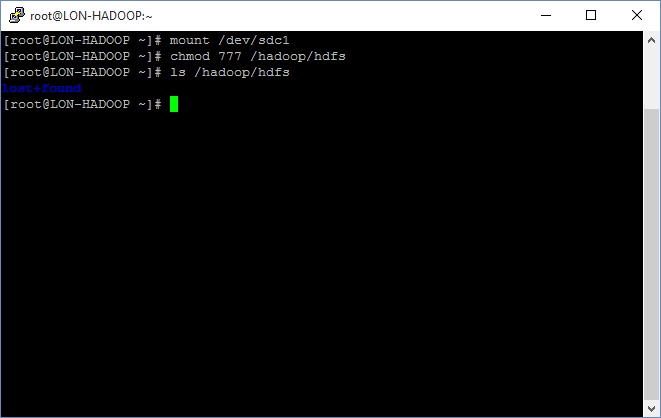 root@LON-HADOOP:~
[root@LON-HADOOP ~]# mount /dev/sdc1
[root@LON-HADOOP ~]# chmod 777 /hadoop/hdfs
[root@LON-HADOOP ~]# ls /hadoop/hdfs
lost+found
[root@LON-HADOOP ~]#